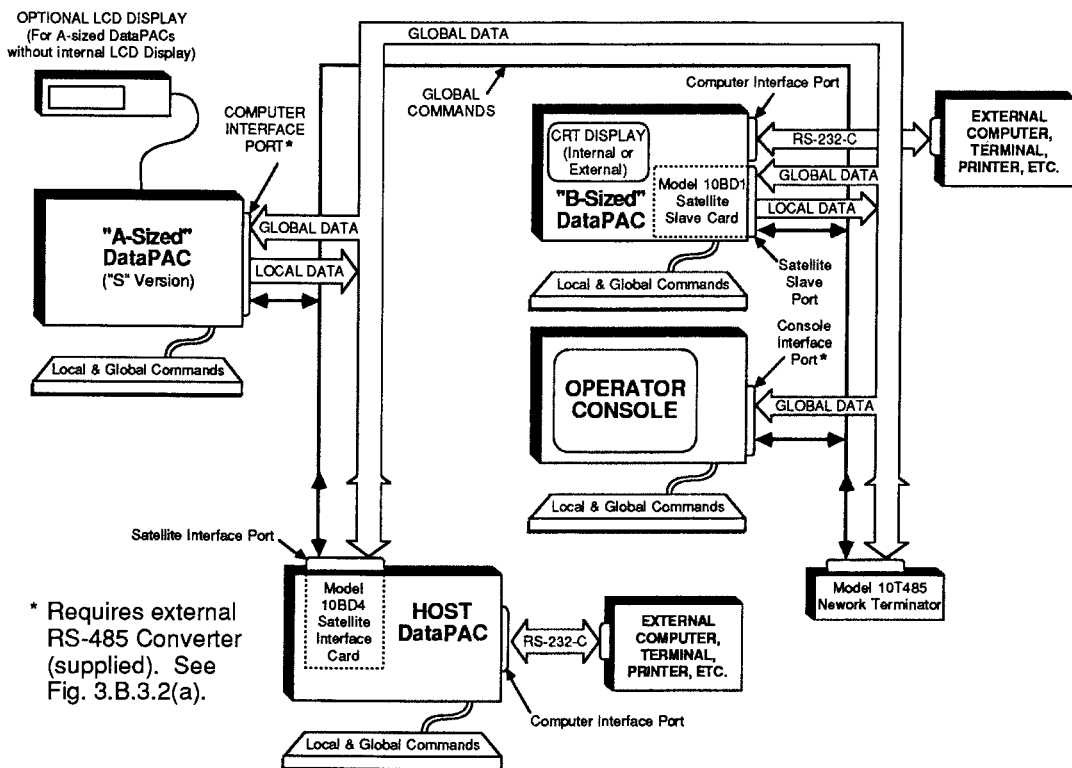 OPTIONAL LCD DISPLAY
(For A-sized DataPACs
without internal LCD Display)
GLOBAL DATA
GLOBAL
COMMANDS
COMPUTER
INTERFACE
PORT*
"A-Sized"
DataPAC
("S" Version)
GLOBAL DATA
LOCAL DATA
Local & Global Commands
Computer Interface Port
CRT DISPLAY
(Internal or
External)
"B-Sized"
DataPAC
Model 10BD1
Satellite
Slave Card
RS-232-C
GLOBAL DATA
LOCAL DATA
EXTERNAL
COMPUTER,
TERMINAL,
PRINTER, ETC.
Satellite
Slave
Port
Local & Global Commands
Console
Interface
Port*
OPERATOR
CONSOLE
GLOBAL DATA
Local & Global Commands
Satellite Interface Port
Model
10BD4
Satellite
Interface
Card
HOST
DataPAC
RS-232-C
EXTERNAL
COMPUTER,
TERMINAL,
PRINTER, ETC.
Computer Interface Port
Local & Global Commands
Model 10T485
Nework Terminator
* Requires external
RS-485 Converter
(supplied). See
Fig. 3.B.3.2(a).